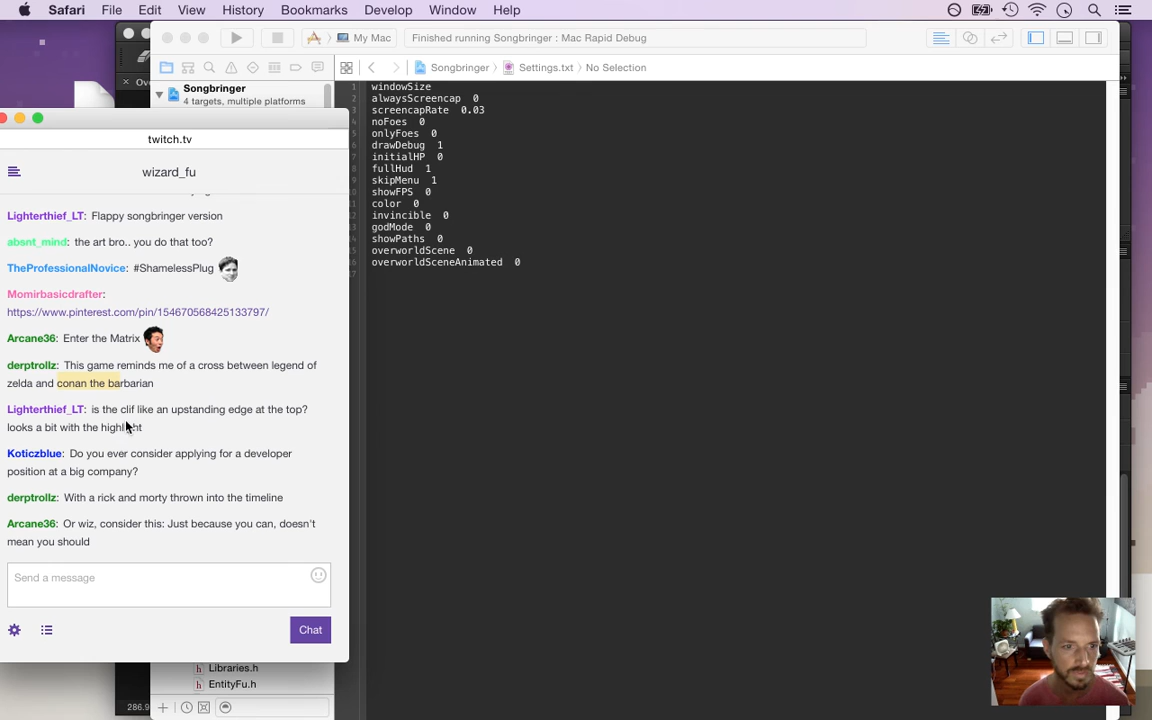 Safari File Edit View History Bookmarks Develop Window Help
My Mac
Finished running Songbringer : Mac Rapid Debug
Songbringer
Settings.txt
No Selection
Songbringer
4 targets, multiple platforms
twitch.tv
wizard_fu
Lighterthief_LT: Flappy songbringer version
absnt_mind: the art bro.. you do that too?
TheProfessionalNovice: #ShamelessPlug
Momirbasicdrafter:
https://www.pinterest.com/pin/154670568425133797/
Arcane36: Enter the Matrix
derptrollz: This game reminds me of a cross between legend of
zelda and conan the barbarian
Lighterthief_LT: is the clif like an upstanding edge at the top?
looks a bit with the highlight
Koticzblue: Do you ever consider applying for a developer
position at a big company?
derptrollz: With a rick and morty thrown into the timeline
Arcane36: Or wiz, consider this: Just because you can, doesn't
mean you should
Send a message
Chat
Libraries.h
EntityFu.h
286.9
windowSize
alwaysScreencap 0
screencapRate 0.03
noFoes 0
onlyFoes 0
drawDebug 1
initialHP 0
fullHud 1
skipMenu 1
showFPS 0
color 0
invincible 0
godMode 0
showPaths 0
overworldScene 0
overworldSceneAnimated 0